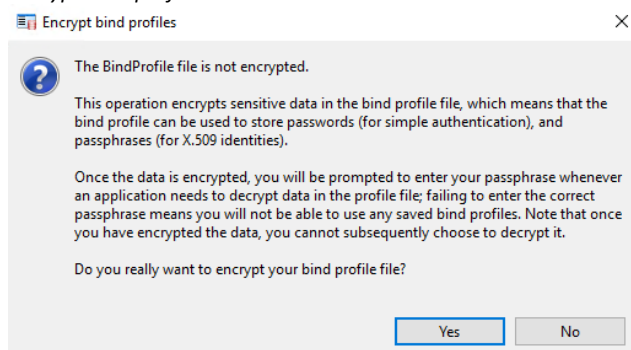 Encrypt bind profiles
The BindProfile file is not encrypted.
This operation encrypts sensitive data in the bind profile file, which means that the
bind profile can be used to store passwords (for simple authentication), and
passphrases (for X.509 identities).
Once the data is encrypted, you will be prompted to enter your passphrase whenever
an application needs to decrypt data in the profile file; failing to enter the correct
passphrase means you will not be able to use any saved bind profiles. Note that once
you have encrypted the data, you cannot subsequently choose to decrypt it.
Do you really want to encrypt your bind profile file?
Yes No